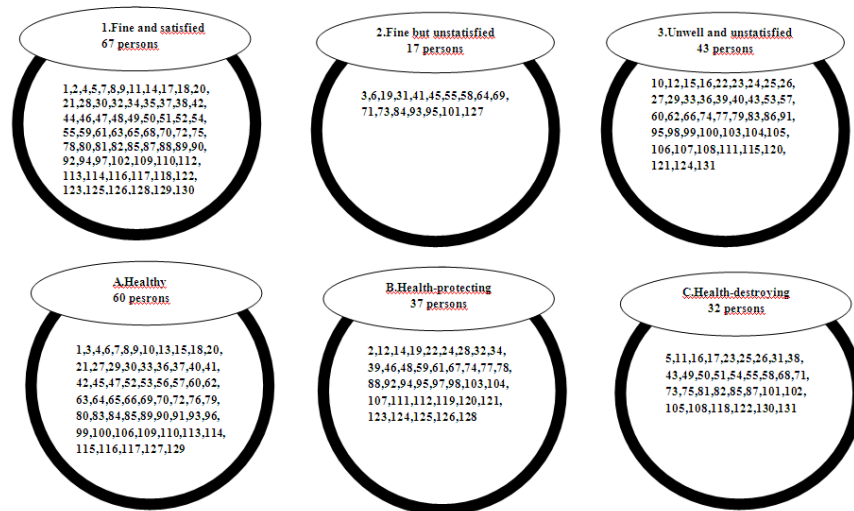 1.Fine and satisfied
67 persons
1,2,4,5,7,8,9,11,14,17,18,20,
21,28,30,32,34,35,37,38,42,
44,46,47,48,49,50,51,52,54,
55,59,61,63,65,68,70,72,75,
78,80,81,82,85,87,88,89,90,
92,94,97,102,109,110,112,
113,114,116,117,118,122,
123,125,126,128,129,130
2.Fine but unstatisfied
17 persons
3,6,19,31,41,45,55,58,64,69,
71,73,84,93,95,101,127
3.Unwell and unstatisfied
43 persons
10,12,15,16,22,23,24,25,26,
27,29,33,36,39,40,43,53,57,
60,62,66,74,77,79,83,86,91,
95,98,99,100,103,104,105,
106,107,108,111,115,120,
121,124,131
A.Healthy
60 pesrons
1,3,4,6,7,8,9,10,13,15,18,20,
21,27,29,30,33,36,37,40,41,
42,45,47,52,53,56,57,60,62,
63,64,65,66,69,70,72,76,79,
80,83,84,85,89,90,91,93,96,
99,100,106,109,110,113,114,
115,116,117,127,129
B.Health-protecting
37 persons
2,12,14,19,22,24,28,32,34,
39,46,48,59,61,67,74,77,78,
88,92,94,95,97,98,103,104,
107,111,112,119,120,121,
123,124,125,126,128
C.Health-destroying
32 persons
5,11,16,17,23,25,26,31,38,
43,49,50,51,54,55,58,68,71,
73,75,81,82,85,87,101,102,
105,108,118,122,130,131